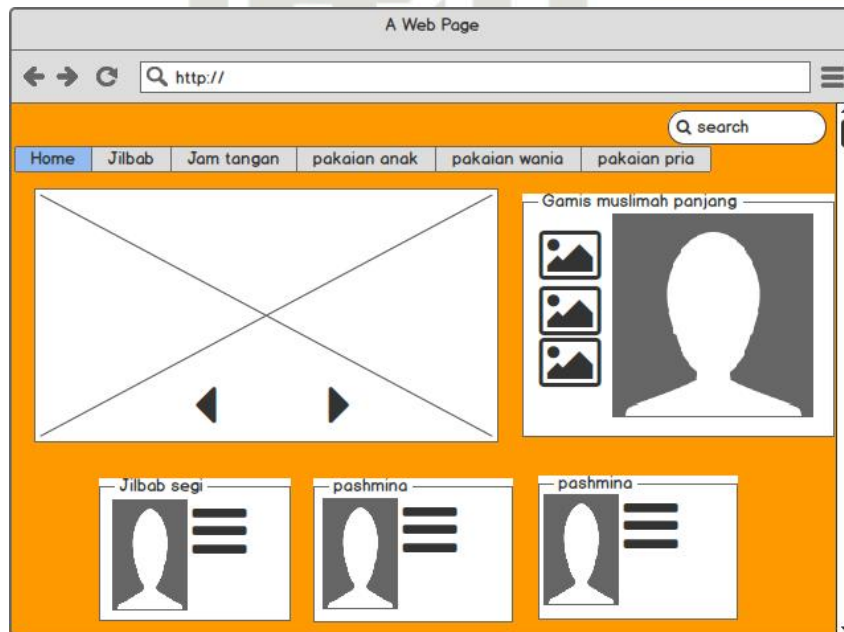 A Web Page
http://
search
Home Jilbab Jam tangan pakaian anak pakaian wania pakaian pria
Gamis muslimah panjang
Jilbab segi pashmina pashmina